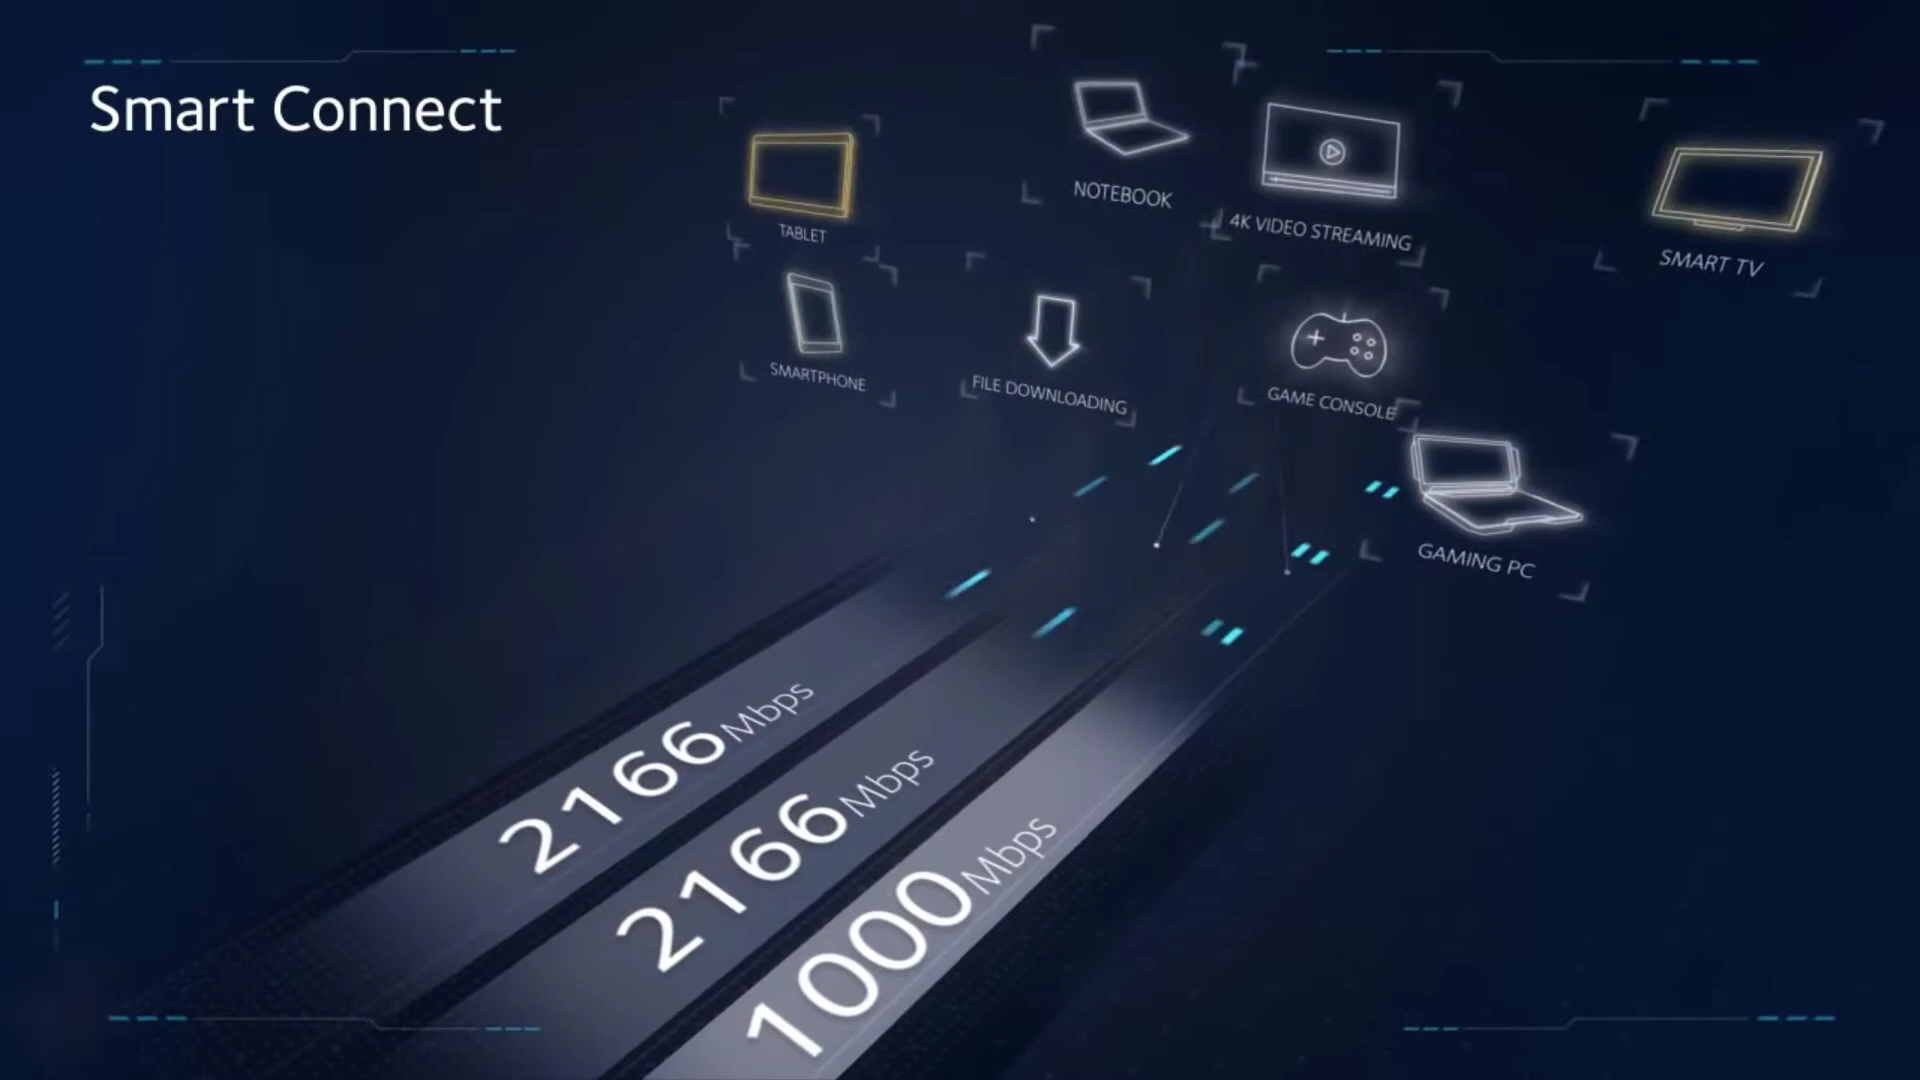 Smart Connect
NOTEBOOK
4K VIDEO STREAMING
TABLET
SMART TV
SMARTPHONE
FILE DOWNLOADING
GAME CONSOLE
GAMING PC
2166Mbps
2166Mbps
1000Mbps